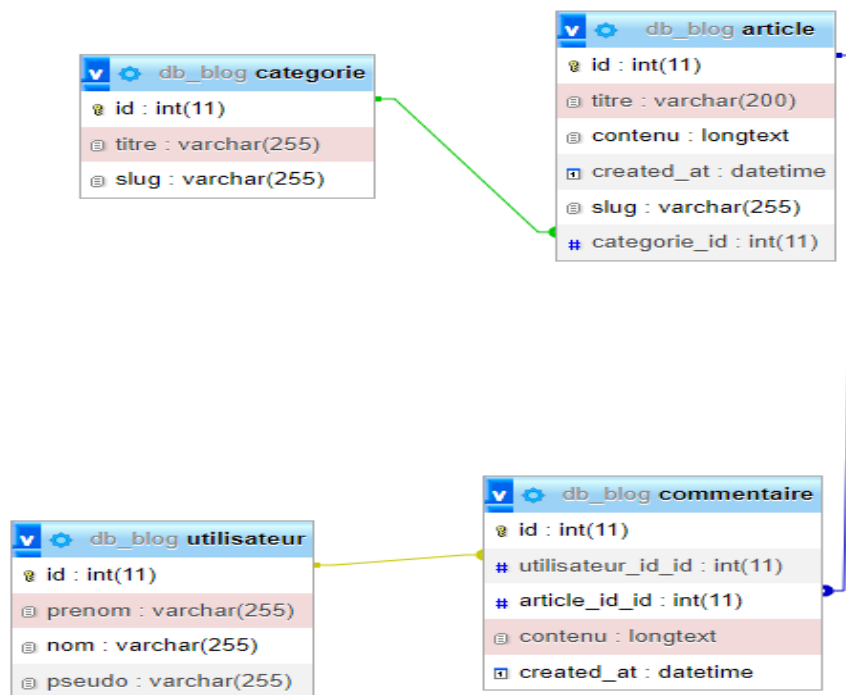 db_blog categorie
id : int(11)
titre : varchar(255)
slug : varchar(255)
db_blog article
id : int(11)
titre : varchar(200)
contenu : longtext
created_at : datetime
slug : varchar(255)
# categorie_id : int(11)
db_blog utilisateur
id : int(11)
prenom : varchar(255)
nom : varchar(255)
pseudo : varchar(255)
db_blog commentaire
id : int(11)
# utilisateur_id_id : int(11)
# article_id_id : int(11)
contenu : longtext
created_at : datetime